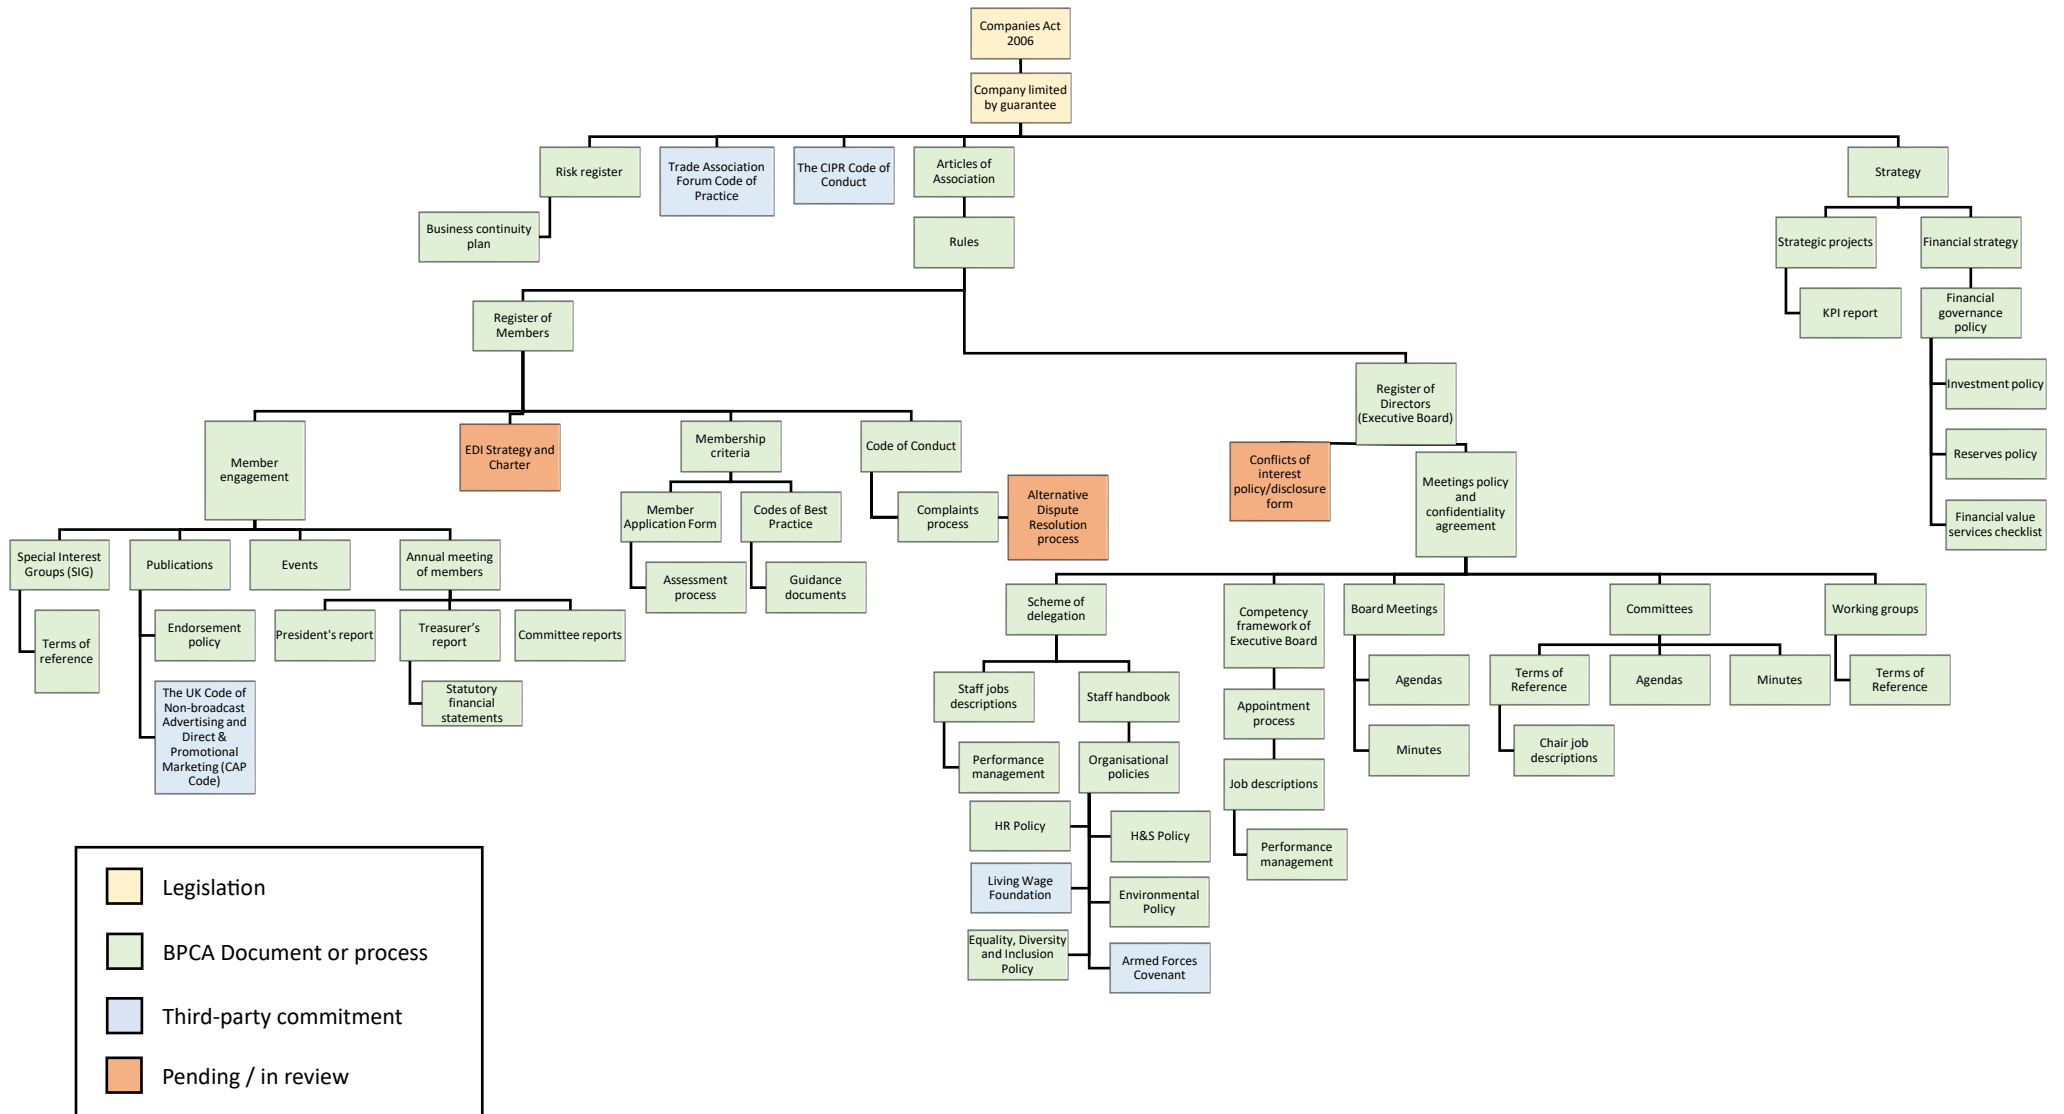 Companies Act
2006
Company limited
by guarantee
Risk register
Trade Association
Forum Code of
Practice
The CIPR Code of
Conduct
Articles of
Association
Strategy
Business continuity
plan
Rules
Strategic projects
Financial strategy
Register of
Members
KPI report
Financial
governance
policy
Register of
Directors
(Executive Board)
Investment policy
Reserves policy
Financial value
services checklist
Member
engagement
EDI Strategy and
Charter
Membership
criteria
Code of Conduct
Conflicts of
interest
policy/disclosure
form
Meetings policy
and
confidentiality
agreement
Member
Application Form
Codes of Best
Practice
Complaints
process
Alternative
Dispute
Resolution
process
Special Interest
Groups (SIG)
Publications
Events
Annual meeting
of members
Assessment
process
Guidance
documents
Terms of
reference
Endorsement
policy
President's report
Treasurer’s
report
Committee reports
The UK Code of
Non-broadcast
Advertising and
Direct &
Promotional
Marketing (CAP
Code)
Statutory
financial
statements
Scheme of
delegation
Competency
framework of
Executive Board
Board Meetings
Committees
Working groups
Staff jobs
descriptions
Staff handbook
Appointment
process
Agendas
Terms of
Reference
Agendas
Minutes
Terms of
Reference
Performance
management
Organisational
policies
Job descriptions
Minutes
Chair job
descriptions
HR Policy
H&S Policy
Performance
management
Living Wage
Foundation
Environmental
Policy
Equality, Diversity
and Inclusion
Policy
Armed Forces
Covenant
Legislation
BPCA Document or process
Third-party commitment
Pending / in review